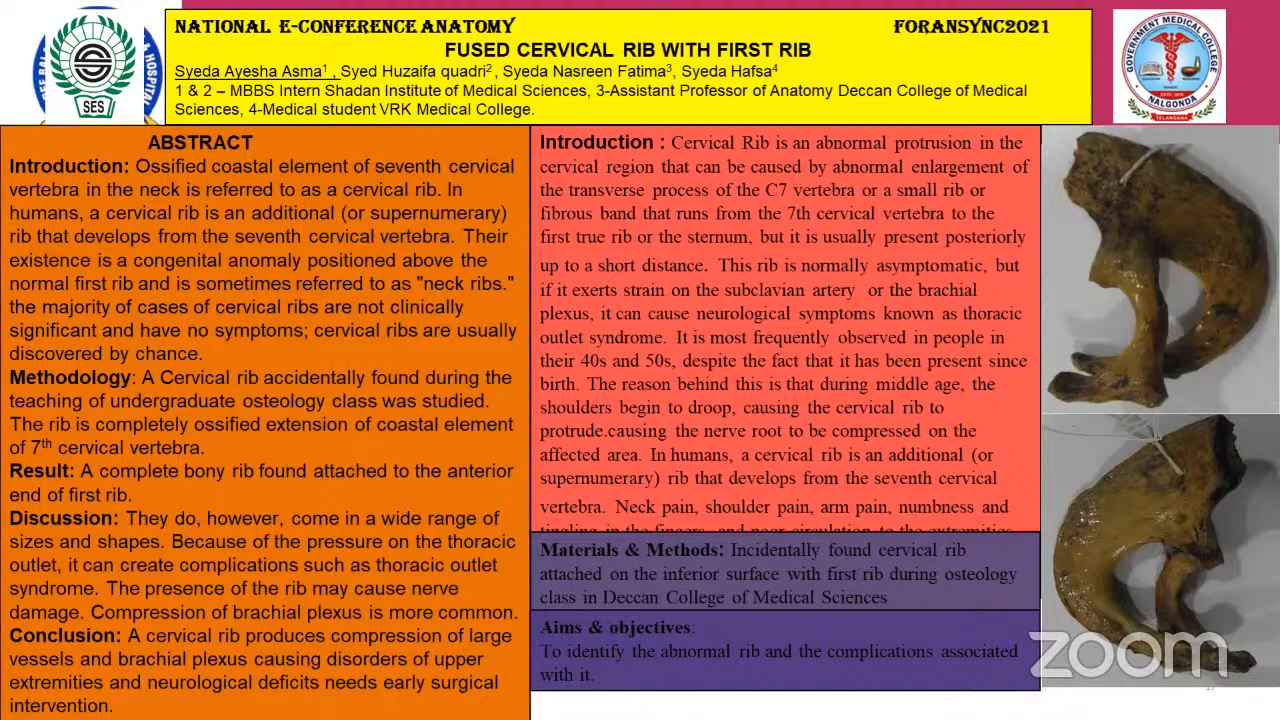 NATIONAL E-CONFERENCE ANATOMY FORANSYNC2021
FUSED CERVICAL RIB WITH FIRST RIB
Syeda Ayesha Asma1 , Syed Huzaifa quadri2 , Syeda Nasreen Fatima3, Syeda Hafsa4
1 & 2 – MBBS Intern Shadan Institute of Medical Sciences, 3-Assistant Professor of Anatomy Deccan College of Medical
Sciences, 4-Medical student VRK Medical College.
SES
GOVERNMENT MEDICAL COLLEGE
NALGONDA
TELANGANA
ABSTRACT
Introduction: Ossified coastal element of seventh cervical
vertebra in the neck is referred to as a cervical rib. In
humans, a cervical rib is an additional (or supernumerary)
rib that develops from the seventh cervical vertebra. Their
existence is a congenital anomaly positioned above the
normal first rib and is sometimes referred to as "neck ribs."
the majority of cases of cervical ribs are not clinically
significant and have no symptoms; cervical ribs are usually
discovered by chance.
Methodology: A Cervical rib accidentally found during the
teaching of undergraduate osteology class was studied.
The rib is completely ossified extension of coastal element
of 7th cervical vertebra.
Result: A complete bony rib found attached to the anterior
end of first rib.
Discussion: They do, however, come in a wide range of
sizes and shapes. Because of the pressure on the thoracic
outlet, it can create complications such as thoracic outlet
syndrome. The presence of the rib may cause nerve
damage. Compression of brachial plexus is more common.
Conclusion: A cervical rib produces compression of large
vessels and brachial plexus causing disorders of upper
extremities and neurological deficits needs early surgical
intervention.
Introduction : Cervical Rib is an abnormal protrusion in the
cervical region that can be caused by abnormal enlargement of
the transverse process of the C7 vertebra or a small rib or
fibrous band that runs from the 7th cervical vertebra to the
first true rib or the sternum, but it is usually present posteriorly
up to a short distance. This rib is normally asymptomatic, but
if it exerts strain on the subclavian artery or the brachial
plexus, it can cause neurological symptoms known as thoracic
outlet syndrome. It is most frequently observed in people in
their 40s and 50s, despite the fact that it has been present since
birth. The reason behind this is that during middle age, the
shoulders begin to droop, causing the cervical rib to
protrude.causing the nerve root to be compressed on the
affected area. In humans, a cervical rib is an additional (or
supernumerary) rib that develops from the seventh cervical
vertebra. Neck pain, shoulder pain, arm pain, numbness and
tingling in the fingers, and poor circulation to the extremities
Materials & Methods: Incidentally found cervical rib
attached on the inferior surface with first rib during osteology
class in Deccan College of Medical Sciences
Aims & objectives:
To identify the abnormal rib and the complications associated
with it.
zoom
17